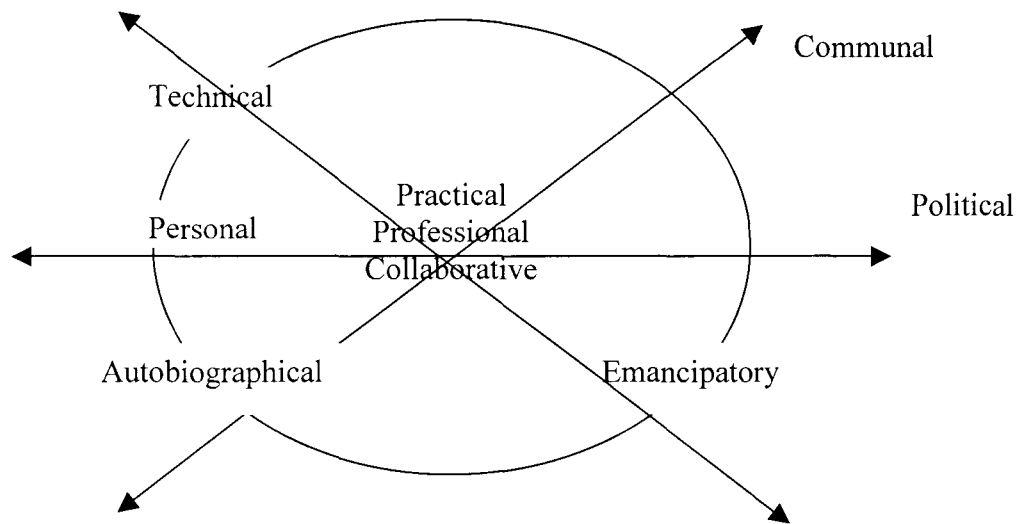 Communal
Technical
Practical
Political
Personal
Professional
Collaborative
Autobiographical
Emancipatory